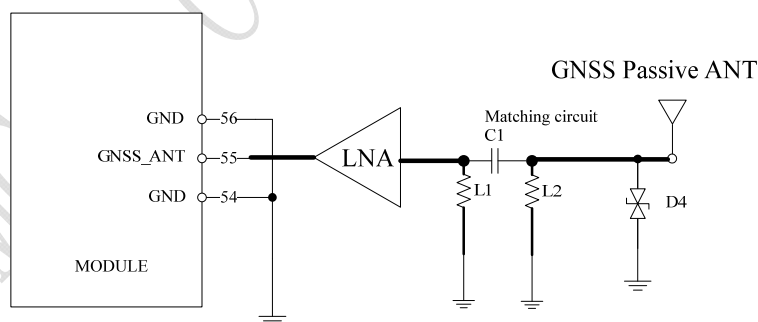 GNSS Passive ANT
Matching circuit
C1
GND 56
GNSS_ANT 55
LNA
GND 54
L1
L2
D4
MODULE